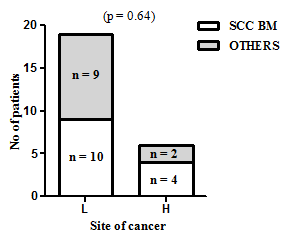 (p = 0.64)
SCC BM
OTHERS
No of patients
20
15
10
5
0
n = 9
n = 10
n = 2
n = 4
L
H
Site of cancer